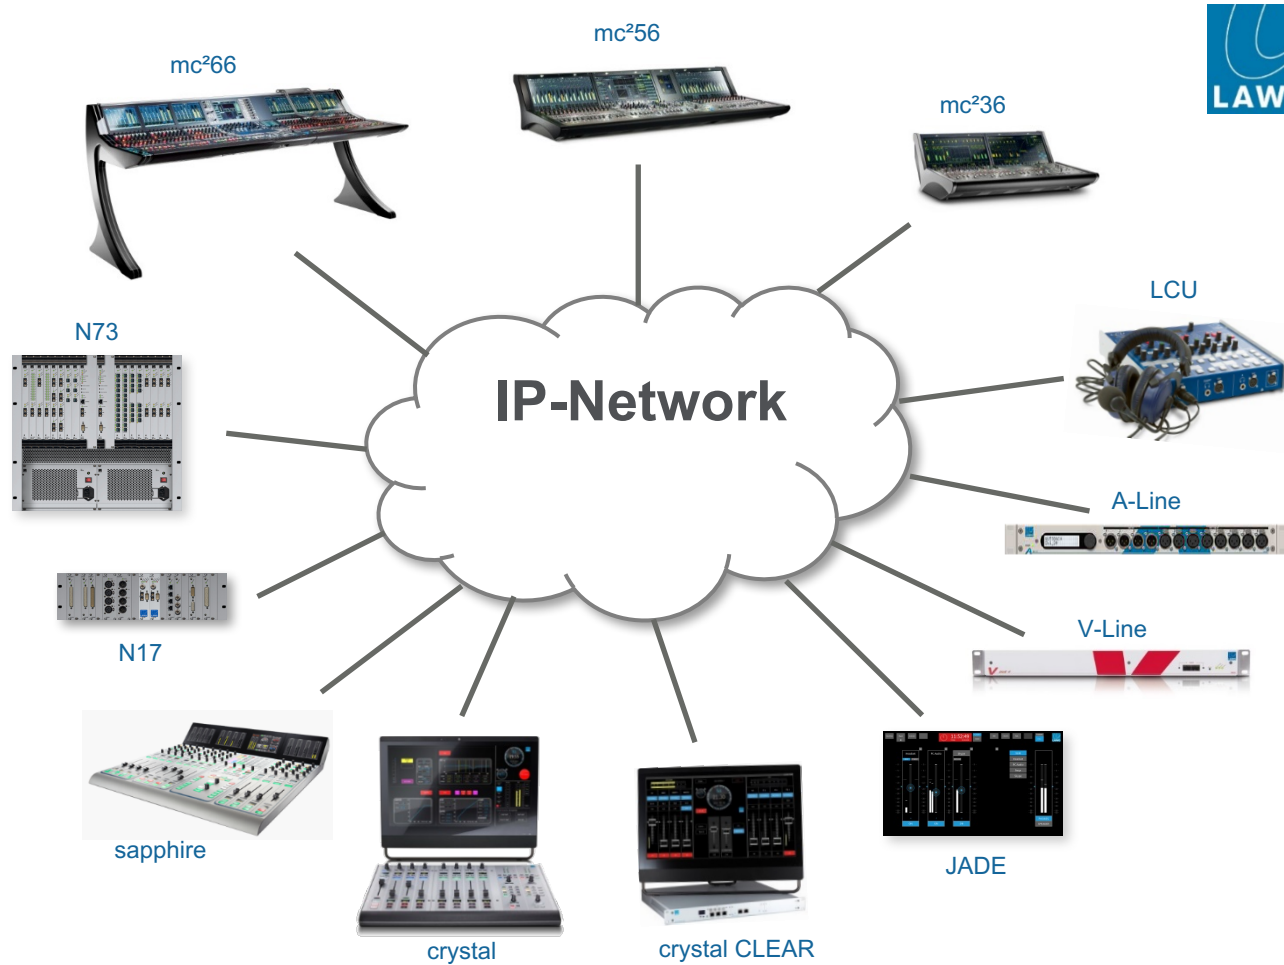 mc²56
mc²66
LAW
mc²36
LCU
N73
IP-Network
A-Line
V-Line
N17
JADE
sapphire
crystal
crystal CLEAR